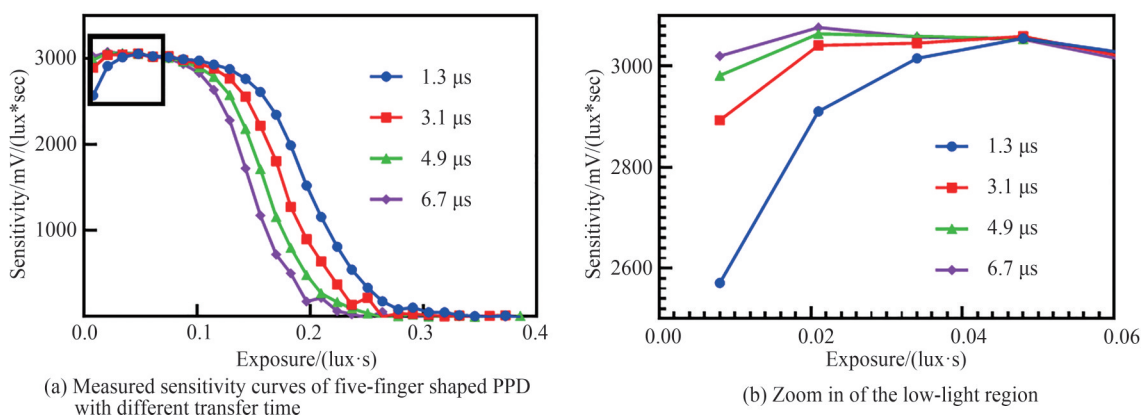 Sensitivity/mV/(lux*sec)
3000
2000
1000
0.0
0.1
0.2
0.3
0.4
Exposure/(lux·s)
1.3 μs
3.1 μs
4.9 μs
6.7 μs
(a) Measured sensitivity curves of five-finger shaped PPD
with different transfer time
Sensitivity/mV/(lux*sec)
3000
2800
2600
0.00
0.02
0.04
0.06
Exposure/(lux·s)
1.3 μs
3.1 μs
4.9 μs
6.7 μs
(b) Zoom in of the low-light region